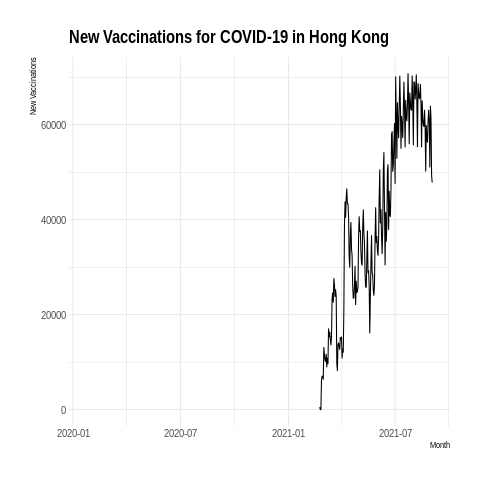 New Vaccinations for COVID-19 in Hong Kong
New Vaccinations
60000
40000
20000
0
2020-01 2020-07 2021-01 2021-07
Month